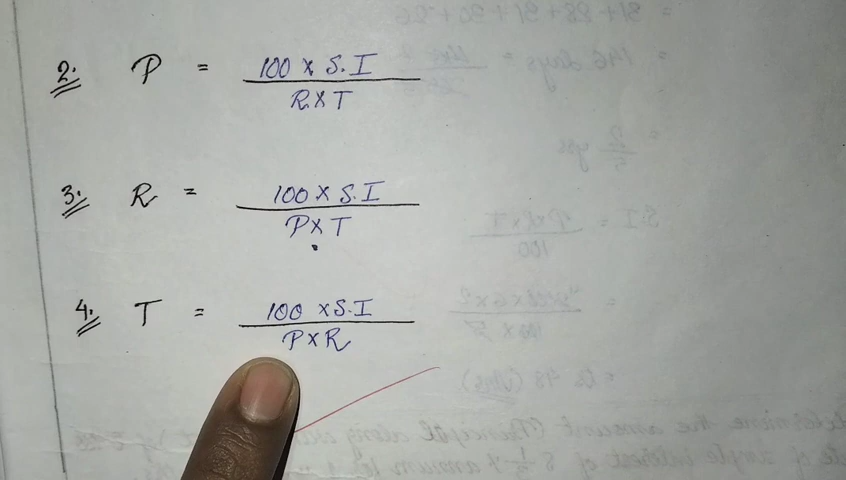 2. P = 100 x S.I
R x T
3. R = 100 x S.I
P x T
4. T = 100 x S.I
P x R